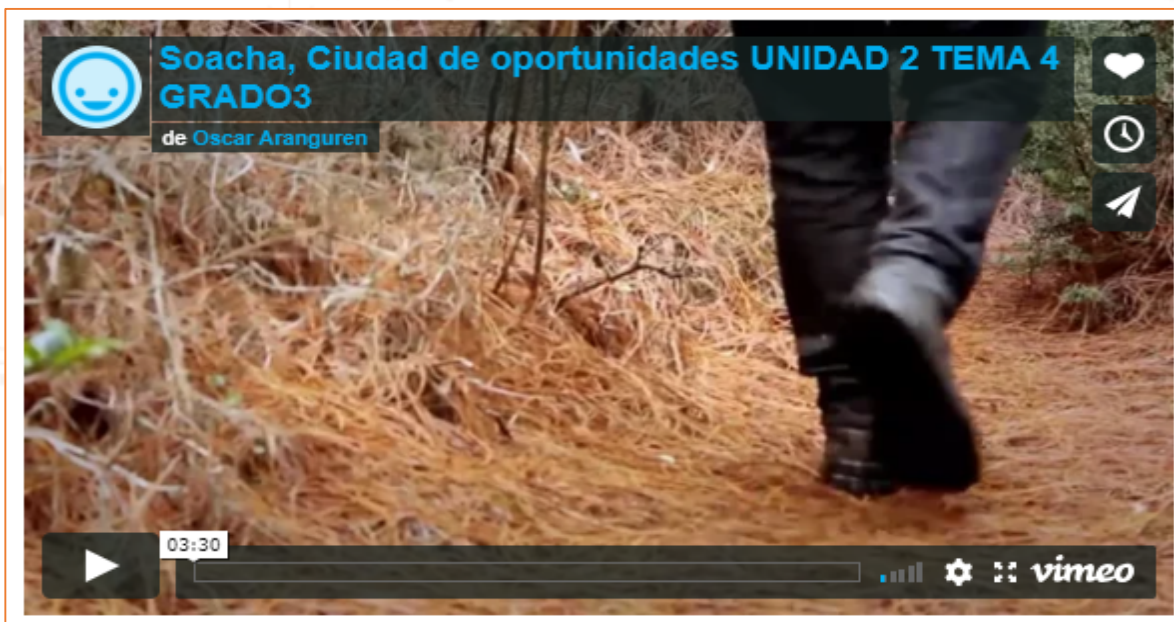 Soacha, Ciudad de oportunidades UNIDAD 2 TEMA 4
GRADO3
de Oscar Aranguren
03:30
vimeo